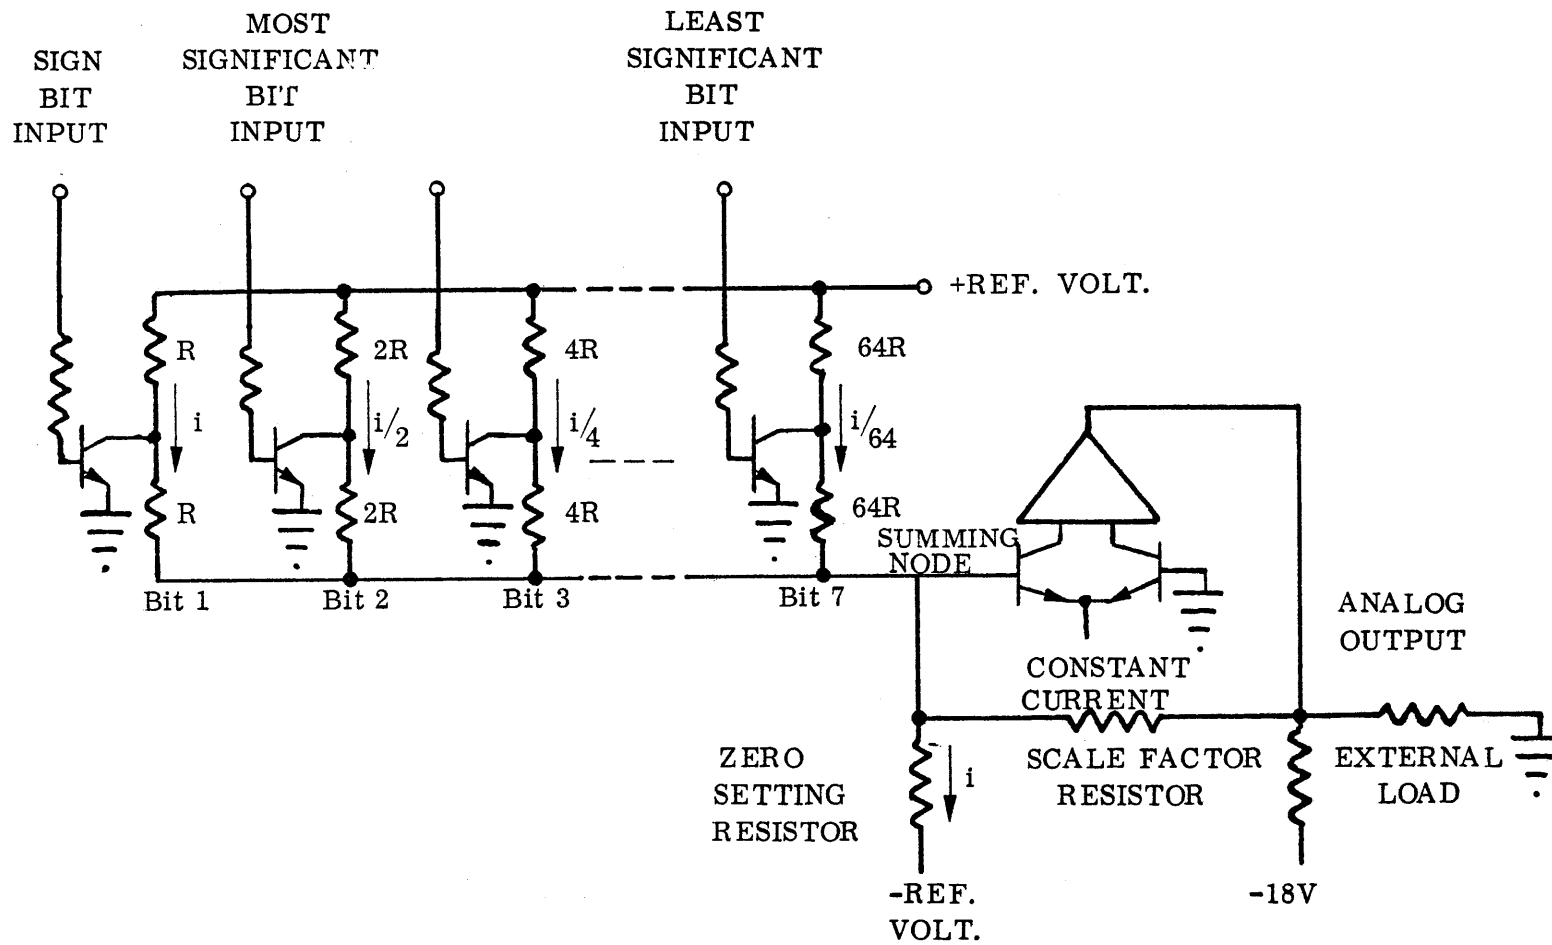 SIGN
BIT
INPUT
MOST
SIGNIFICANT
BIT
INPUT
LEAST
SIGNIFICANT
BIT
INPUT
+REF. VOLT.
R
2R
4R
64R
i
i/2
i/4
i/64
R
2R
4R
64R
SUMMING
NODE
Bit 1
Bit 2
Bit 3
Bit 7
CONSTANT
CURRENT
ANALOG
OUTPUT
ZERO
SETTING
RESISTOR
i
SCALE FACTOR
RESISTOR
EXTERNAL
LOAD
-REF.
VOLT.
-18V